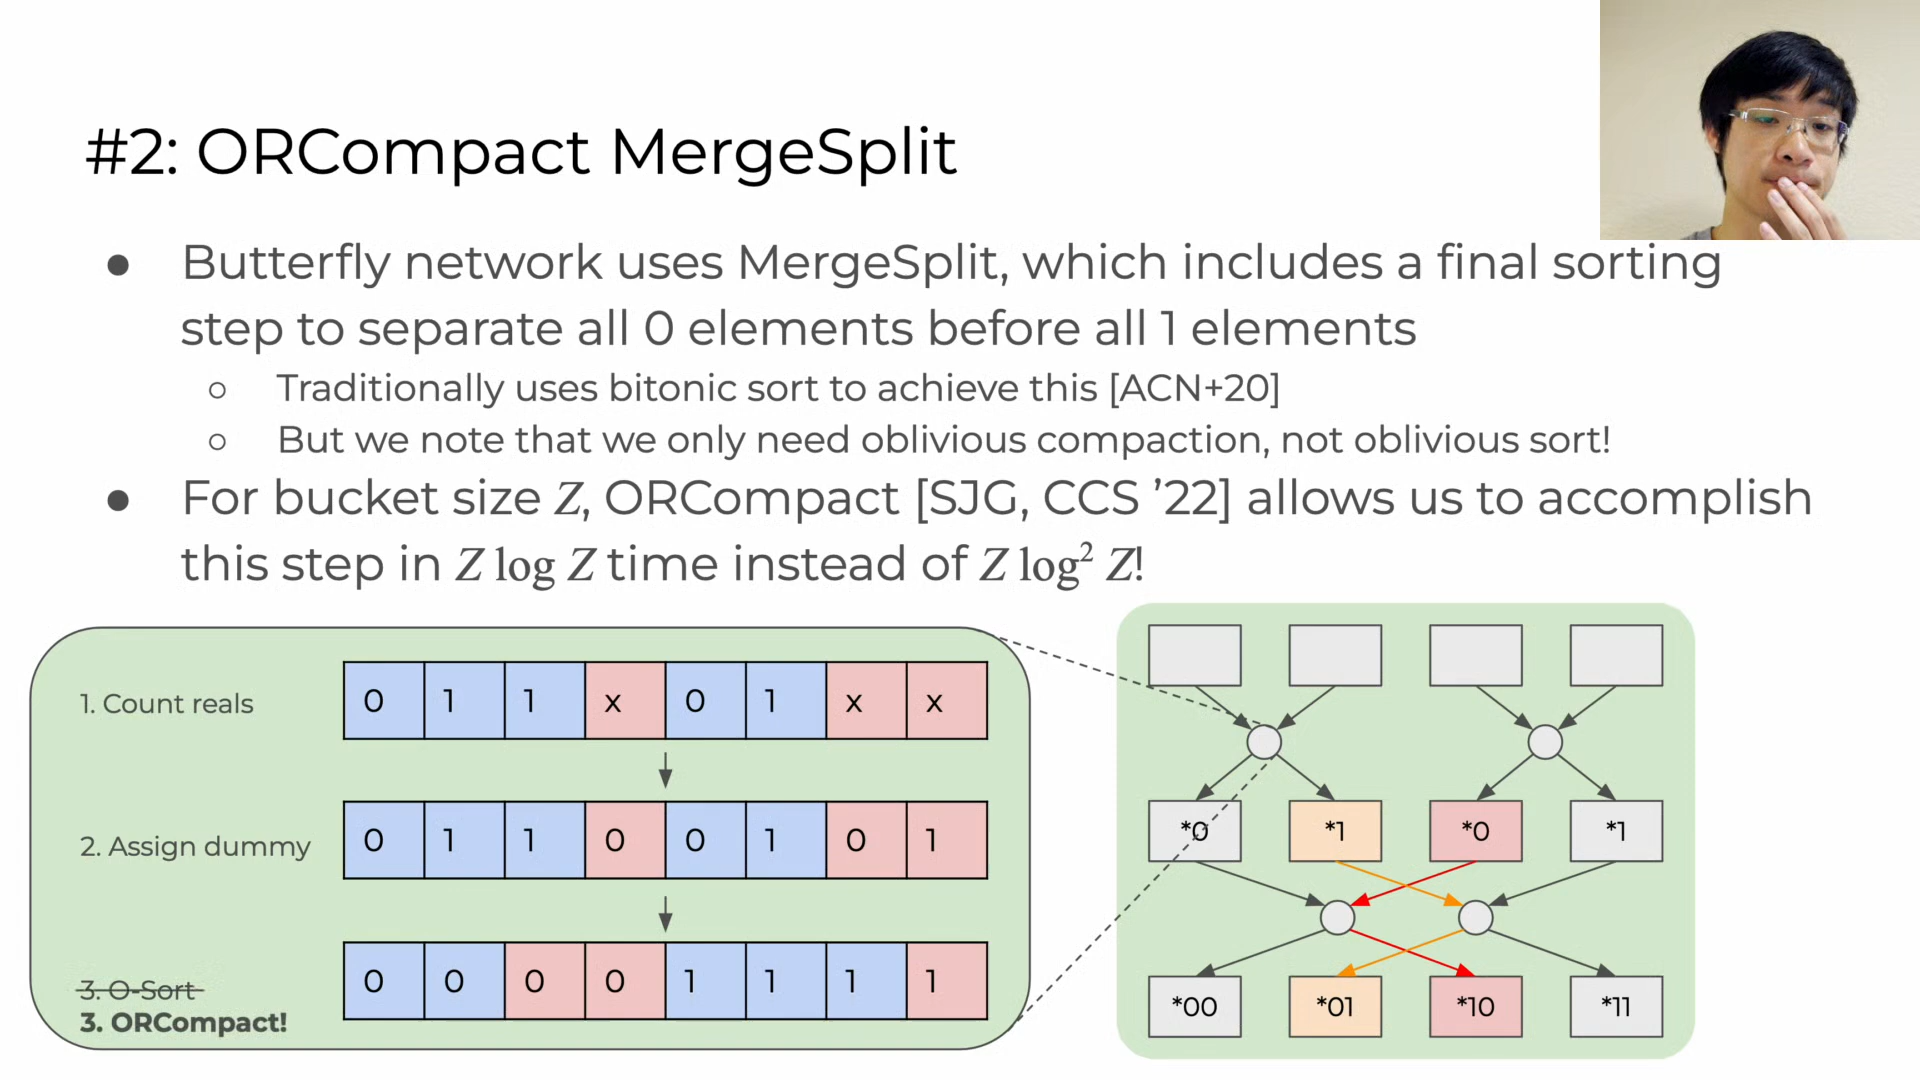 #2: ORCompact MergeSplit
● Butterfly network uses MergeSplit, which includes a final sorting
step to separate all 0 elements before all 1 elements
○ Traditionally uses bitonic sort to achieve this [ACN+20]
○ But we note that we only need oblivious compaction, not oblivious sort!
● For bucket size Z, ORCompact [SJG, CCS ’22] allows us to accomplish
this step in Z log Z time instead of Z log² Z!
1. Count reals
0 1 1 x 0 1 x x
2. Assign dummy
0 1 1 0 0 1 0 1
3. O-Sort
3. ORCompact!
0 0 0 0 1 1 1 1
*0 *1 *0 *1
*00 *01 *10 *11